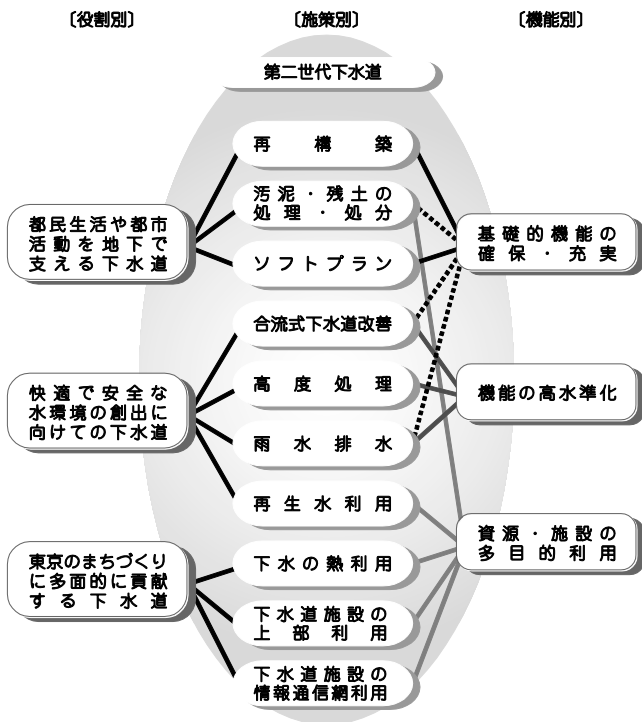 〔役割別〕
〔施策別〕
〔機能別〕
第二世代下水道
再構築
汚泥・残土の
処理・処分
ソフトプラン
合流式下水道改善
高度処理
雨水排水
再生水利用
下水の熱利用
下水道施設の
上部利用
下水道施設の
情報通信網利用
都民生活や都市
活動を地下で
支える下水道
快適で安全な
水環境の創出に
向けての下水道
東京のまちづくり
に多面的に貢献
する下水道
基礎的機能の
確保・充実
機能の高水準化
資源・施設の
多目的利用